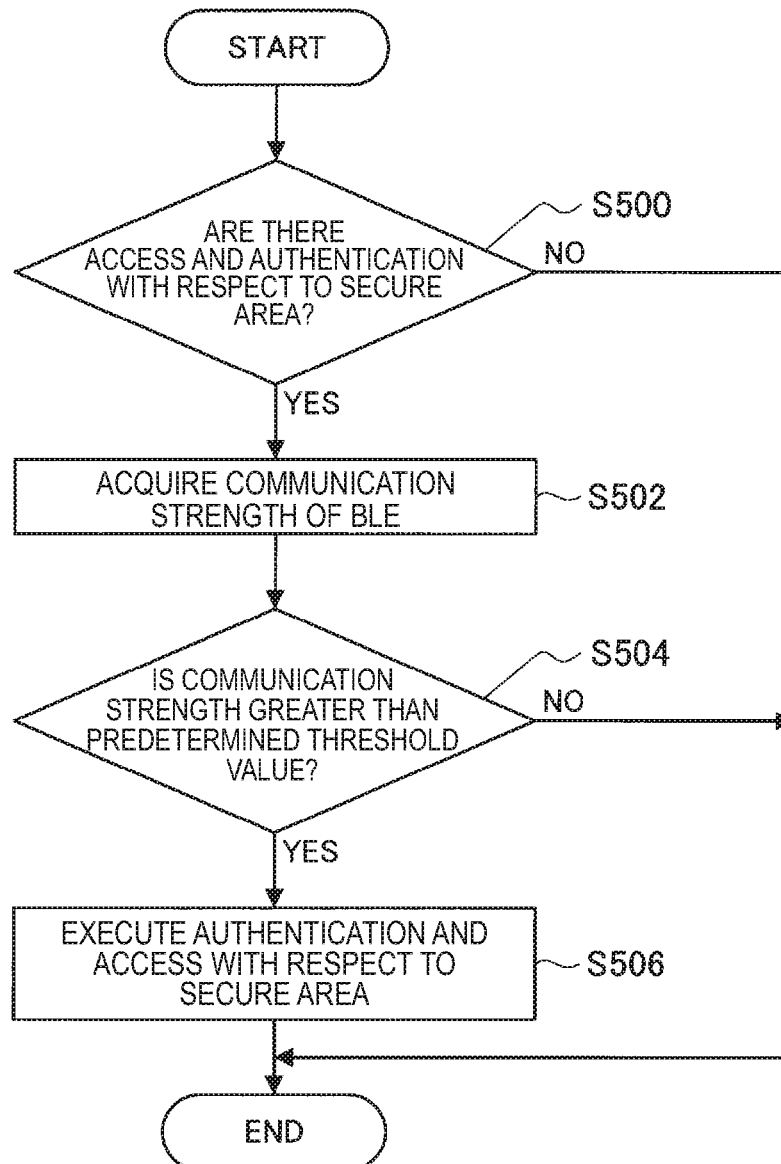 START
S500
ARE THERE
ACCESS AND AUTHENTICATION
WITH RESPECT TO SECURE
AREA?
NO
YES
ACQUIRE COMMUNICATION
STRENGTH OF BLE
S502
S504
IS COMMUNICATION
STRENGTH GREATER THAN
PREDETERMINED THRESHOLD
VALUE?
NO
YES
EXECUTE AUTHENTICATION AND
ACCESS WITH RESPECT TO
SECURE AREA
S506
END